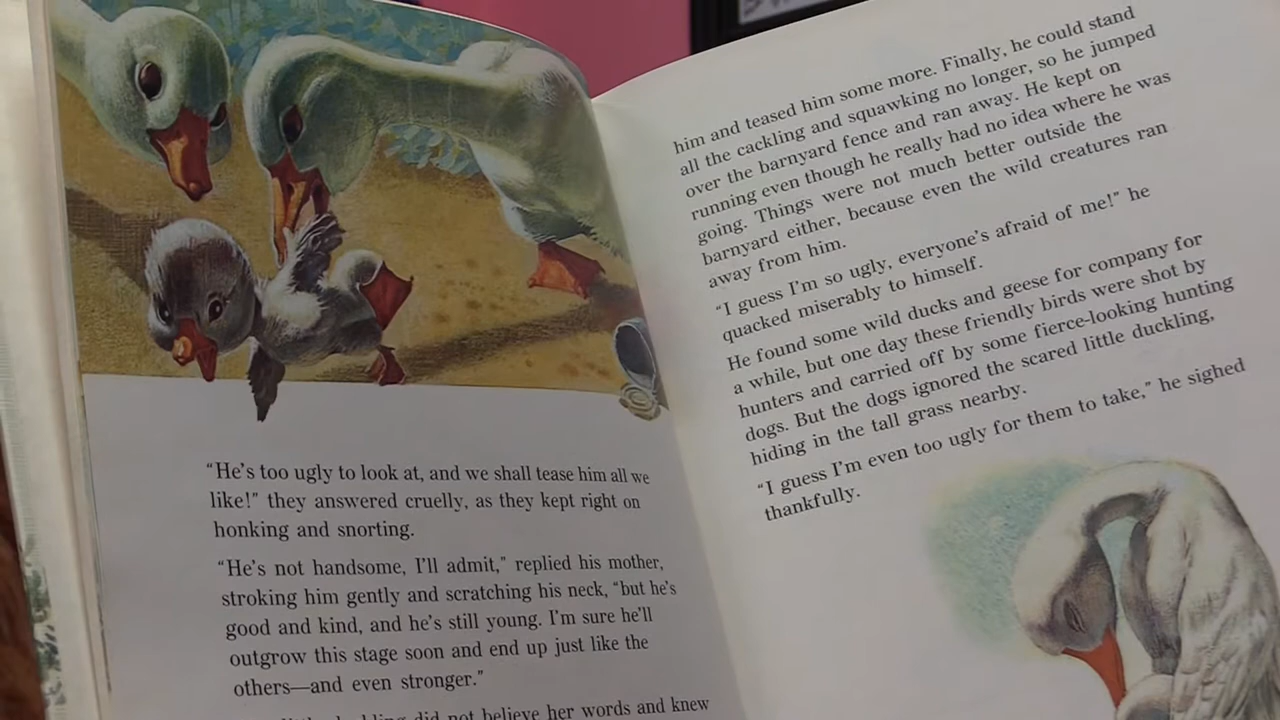 "He's too ugly to look at, and we shall tease him all we
like!" they answered cruelly, as they kept right on
honking and snorting.
"He's not handsome, I'll admit," replied his mother,
stroking him gently and scratching his neck, "but he's
good and kind, and he's still young. I'm sure he'll
outgrow this stage soon and end up just like the
others—and even stronger."
did not believe her words and knew
him and teased him some more. Finally, he could stand
all the cackling and squawking no longer, so he jumped
over the barnyard fence and ran away. He kept on
running even though he really had no idea where he was
going. Things were not much better outside the
barnyard either, because even the wild creatures ran
away from him.
"I guess I'm so ugly, everyone's afraid of me!" he
quacked miserably to himself.
He found some wild ducks and geese for company for
a while, but one day these friendly birds were shot by
hunters and carried off by some fierce-looking hunting
dogs. But the dogs ignored the scared little duckling,
hiding in the tall grass nearby.
"I guess I'm even too ugly for them to take," he sighed
thankfully.